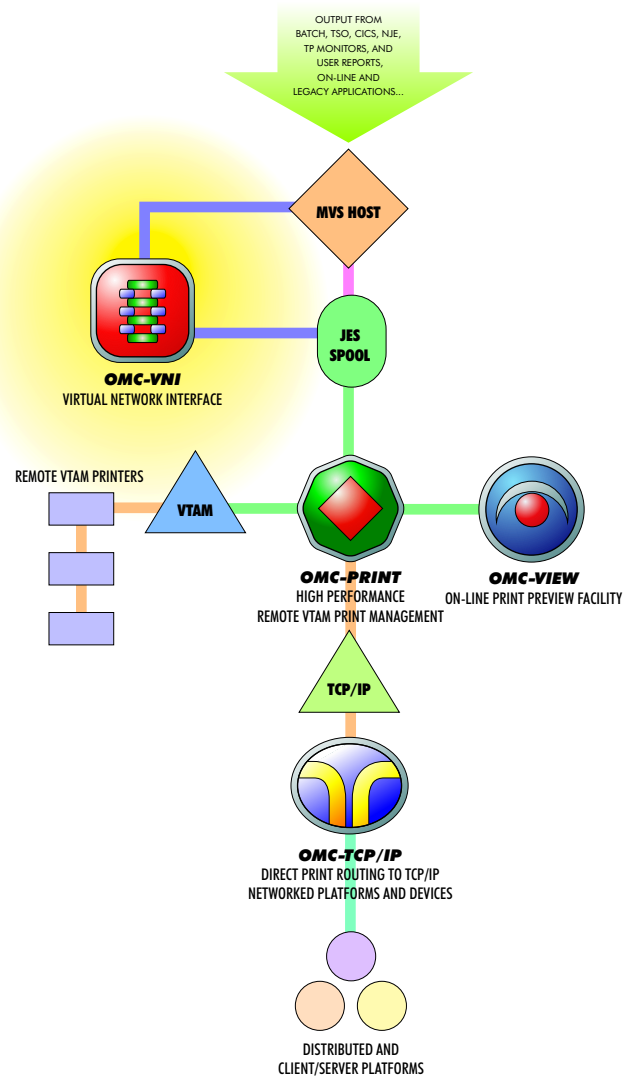 OUTPUT FROM
BATCH, TSO, CICS, NJE,
TP MONITORS, AND
USER REPORTS,
ON-LINE AND
LEGACY APPLICATIONS...
MVS HOST
JES
SPOOL
OMC-VNI
VIRTUAL NETWORK INTERFACE
REMOTE VTAM PRINTERS
VTAM
OMC-PRINT
HIGH PERFORMANCE
REMOTE VTAM PRINT MANAGEMENT
OMC-VIEW
ON-LINE PRINT PREVIEW FACILITY
TCP/IP
OMC-TCP/IP
DIRECT PRINT ROUTING TO TCP/IP
NETWORKED PLATFORMS AND DEVICES
DISTRIBUTED AND
CLIENT/SERVER PLATFORMS